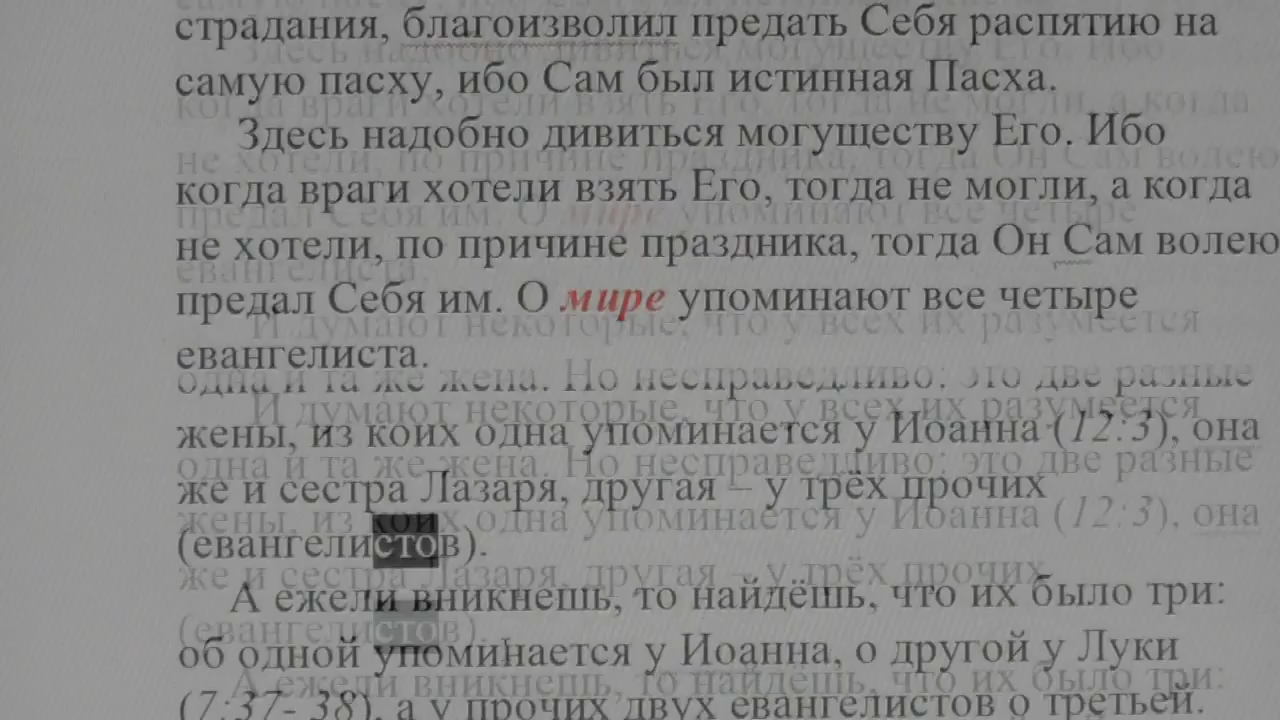 страдания, благоизволил предать Себя распятию на
самую пасху, ибо Сам был истинная Пасха.
Здесь надобно дивиться могуществу Его. Ибо
когда враги хотели взять Его, тогда не могли, а когда
не хотели, по причине праздника, тогда Он Сам волею
предал Себя им. О мире упоминают все четыре
евангелиста.
И думают некоторые, что у всех их разумеется
одна и та же жена. Но несправедливо: это две разные
жены, из коих одна упоминается у Иоанна (12:3), она
же и сестра Лазаря, другая – у трёх прочих
(евангелистов).
А ежели вникнешь, то найдёшь, что их было три:
об одной упоминается у Иоанна, о другой у Луки
(7:37- 38), а у прочих двух евангелистов о третьей.